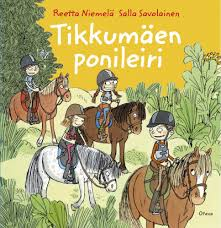 Reetta Niemelä Salla Savolainen
Tikkumäen
ponileiri
Otava